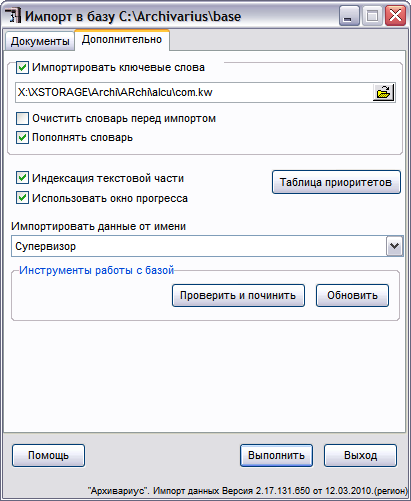 Импорт в базу C:\Archivarius\base
Документы Дополнительно
Импортировать ключевые слова
X:\XSTORAGE\Archi\ARchi\alcu\com.kw
Очистить словарь перед импортом
Пополнять словарь
Индексация текстовой части
Таблица приоритетов
Использовать окно прогресса
Импортировать данные от имени
Супервизор
Инструменты работы с базой
Проверить и починить Обновить
Помощь Выполнить Выход
"Архивариус". Импорт данных Версия 2.17.131.650 от 12.03.2010.(регион)